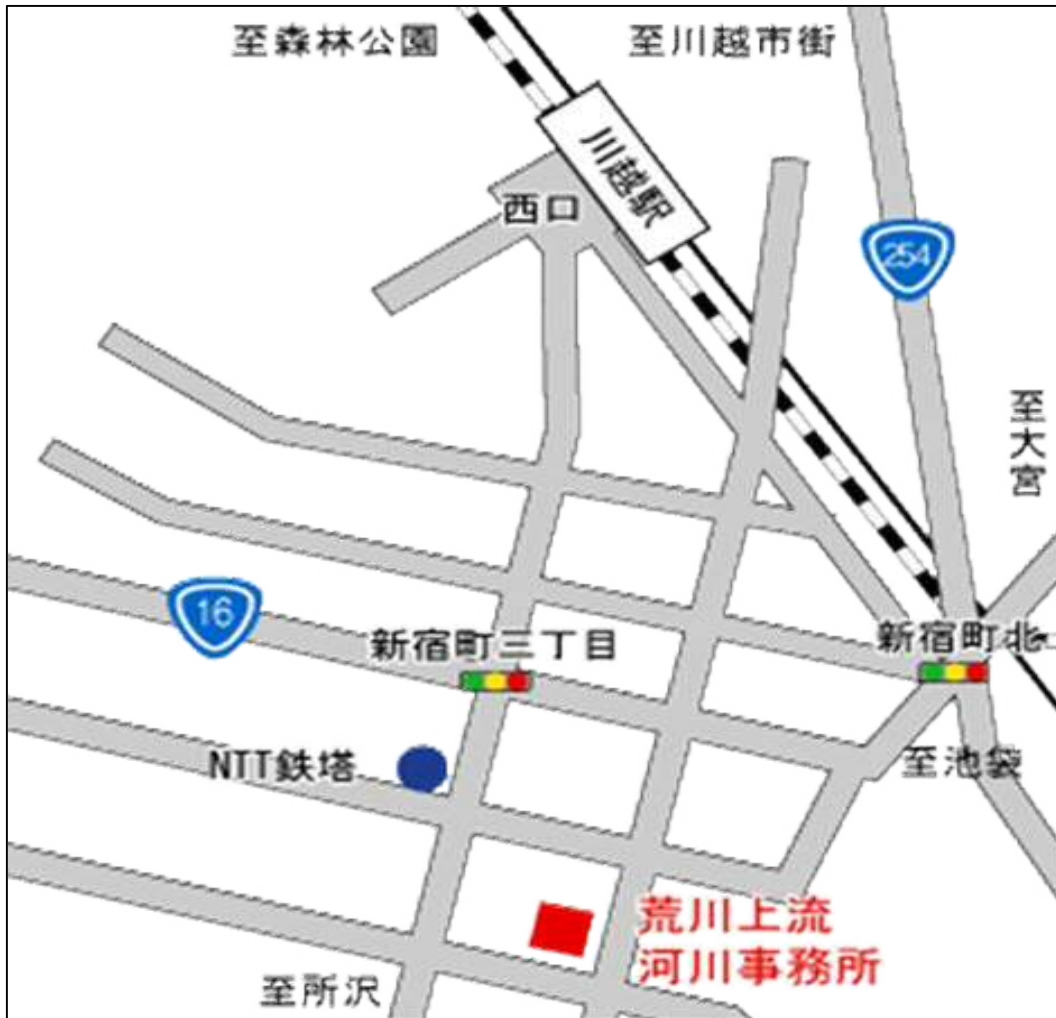 至森林公園
至川越市街
川越駅
西口
254
至大宮
16
新宿町三丁目
新宿町北
NTT鉄塔
至池袋
荒川上流
河川事務所
至所沢